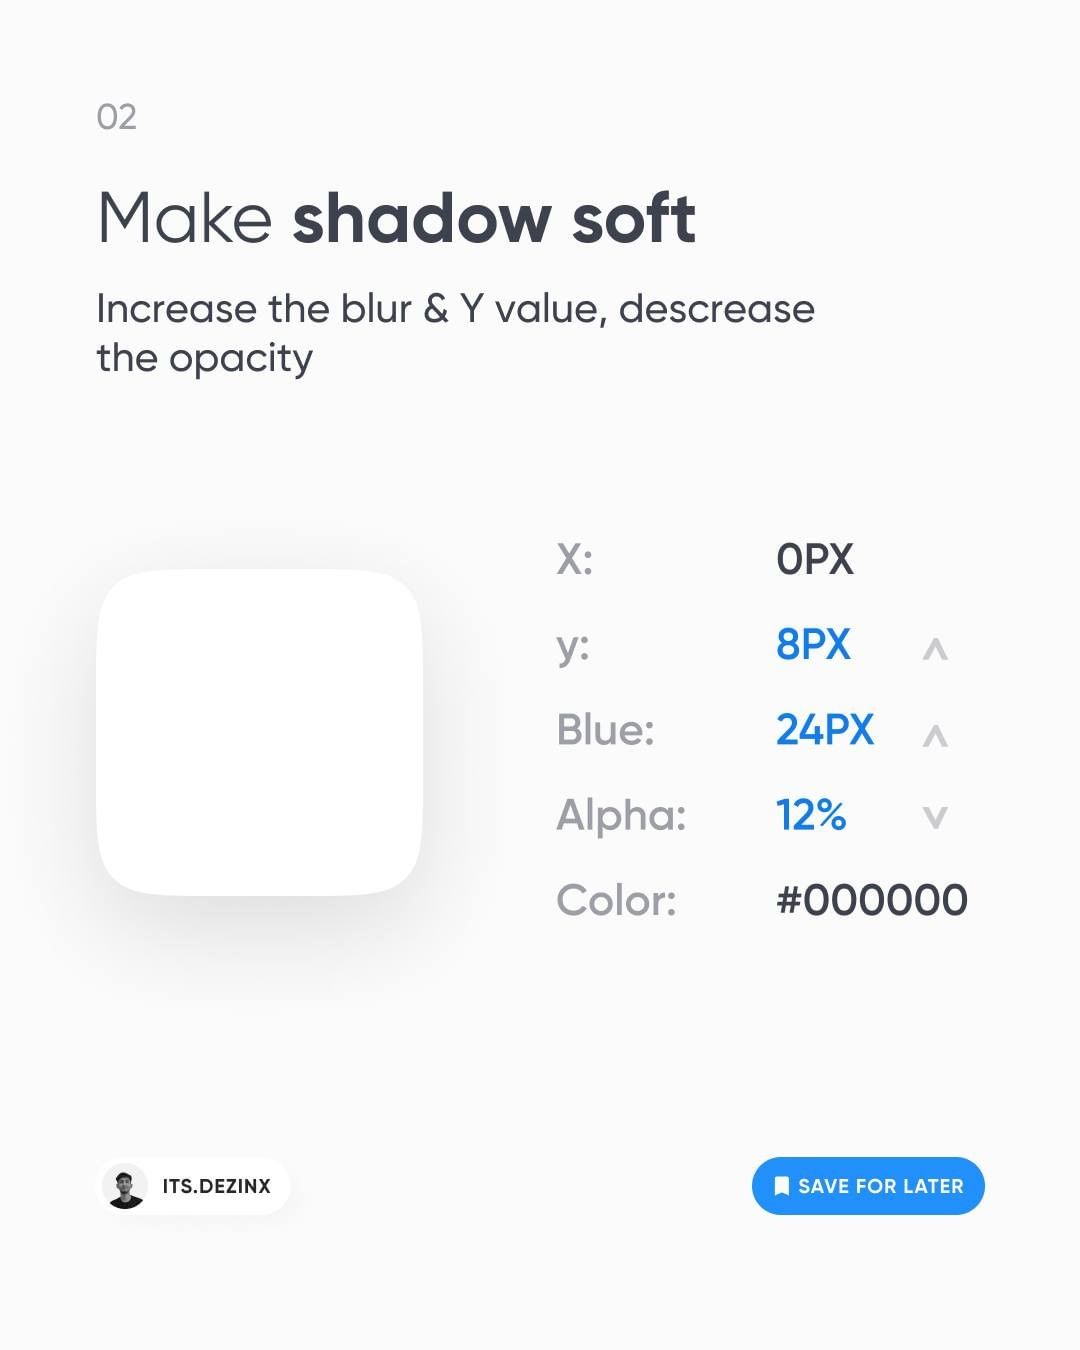 02
Make shadow soft
Increase the blur & Y value, descrease
the opacity
X: 0PX
y: 8PX
Blue: 24PX
Alpha: 12%
Color: #000000
ITS.DEZINX
SAVE FOR LATER